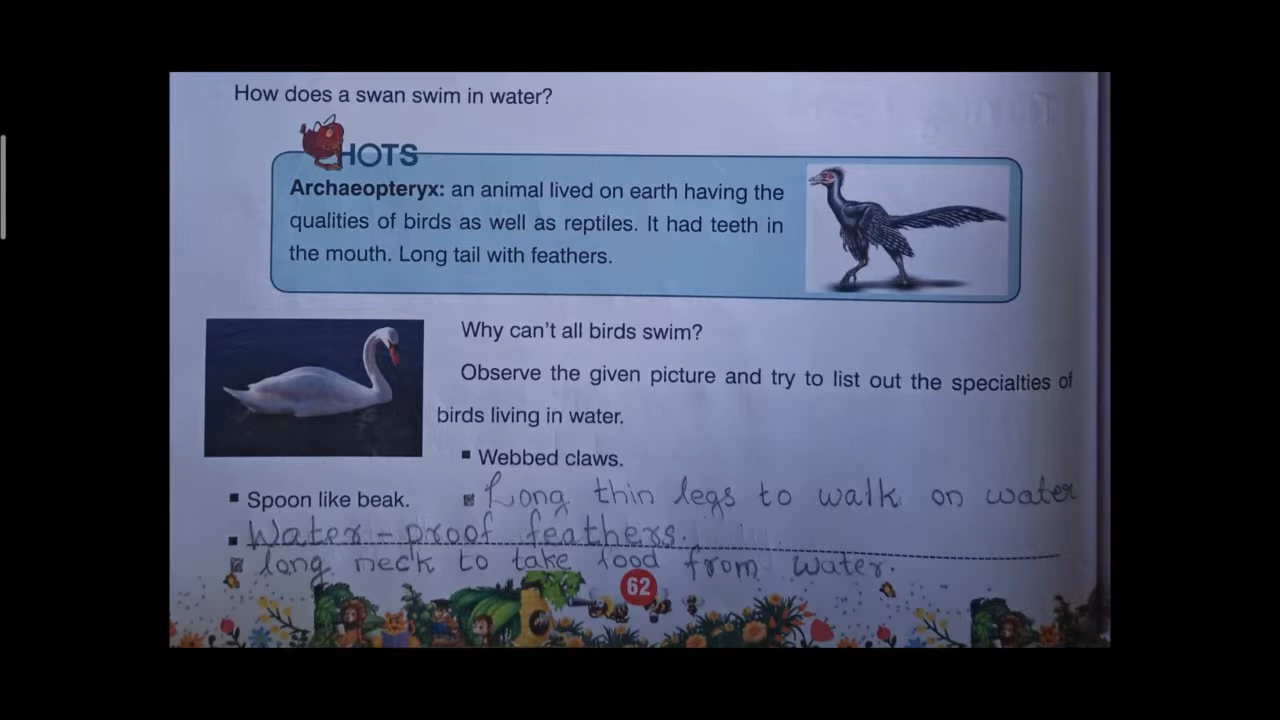 How does a swan swim in water?
HOTS
Archaeopteryx: an animal lived on earth having the
qualities of birds as well as reptiles. It had teeth in
the mouth. Long tail with feathers.
Why can't all birds swim?
Observe the given picture and try to list out the specialties of
birds living in water.
▪ Webbed claws.
▪ Spoon like beak.
▪ Long thin legs to walk on water
▪ Water-proof feathers.
▪ long neck to take food from water.
62